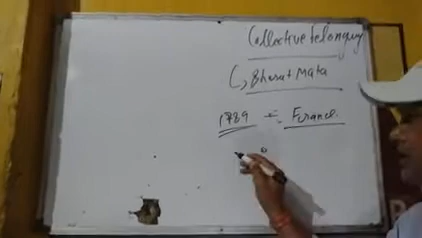 Collective belonging
Bharat Mata
1789 ÷ France.